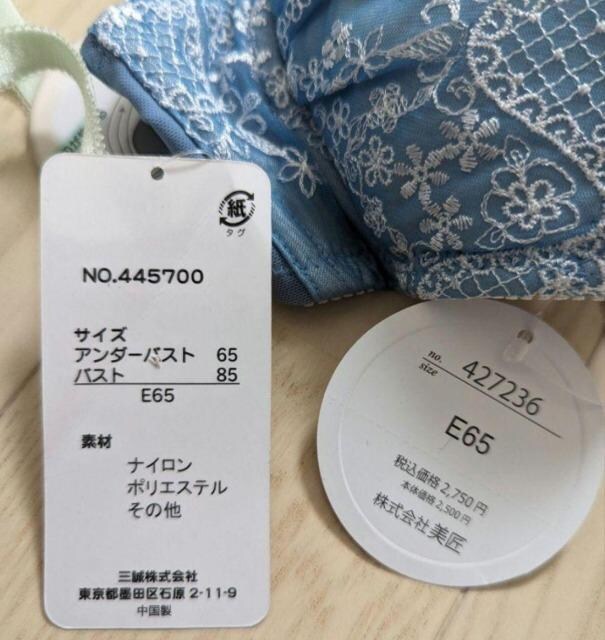 紙
タグ
NO.445700
サイズ
アンダーバスト 65
バスト 85
E65
素材
ナイロン
ポリエステル
その他
三誠株式会社
東京都墨田区石原2-11-9
中国製
no. 427236
size
E65
税込価格2,750円
本体価格2,500円
株式会社美匠